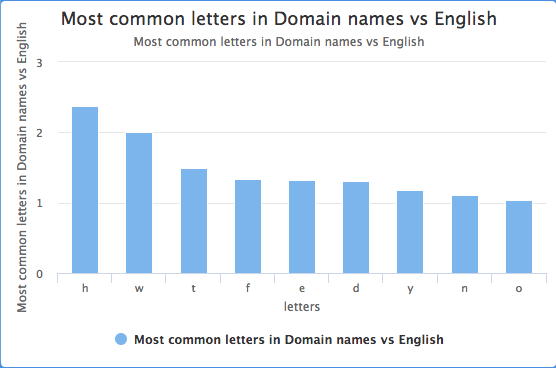 Most common letters in Domain names vs English
Most common letters in Domain names vs English
Most common letters in Domain names vs English
3
2
1
0
h w t f e d y n o
letters
Most common letters in Domain names vs English